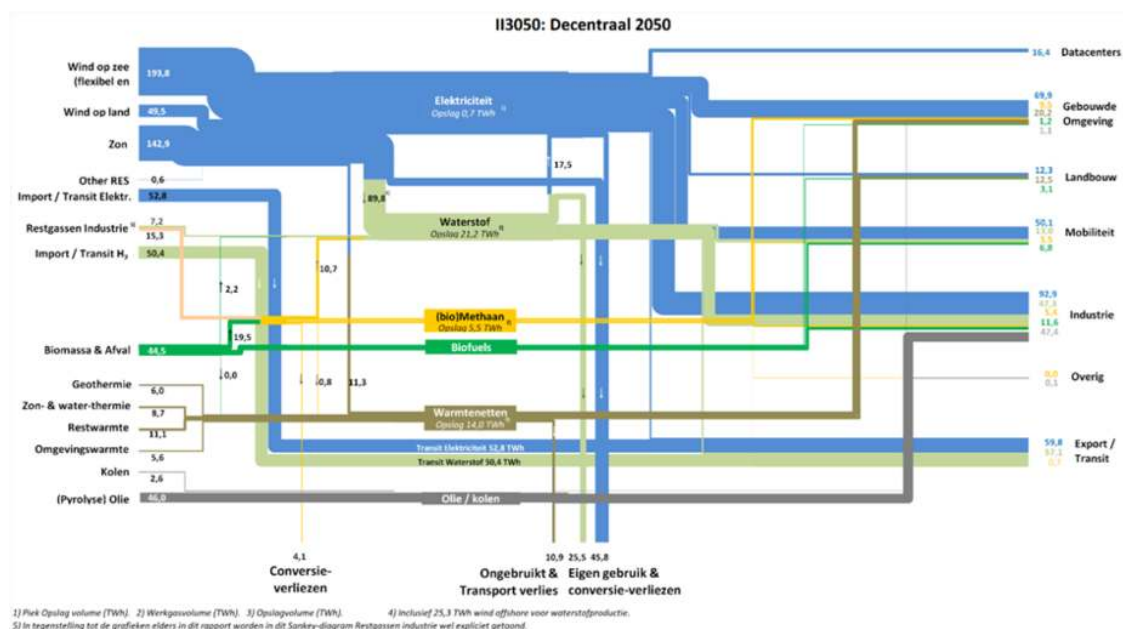 II3050: Decentraal 2050
Wind op zee
(flexibel en
193,8
Wind op land
49,5
Zon
142,9
Other RES
0,6
Import / Transit Elektr.
52,8
Restgassen Industrie 5)
7,2
15,3
Import / Transit H2
50,4
Biomassa & Afval
44,5
Geothermie
6,0
Zon- & water-thermie
8,7
Restwarmte
11,1
Omgevingswarmte
5,6
Kolen
2,6
(Pyrolyse) Olie
46,0
Elektriciteit
Opslag 0,7 TWh
17,5
89,8
Waterstof
Opslag 21,2 TWh
10,7
2,2
(bio)Methaan
Opslag 5,5 TWh
19,5
Biofuels
0,0
0,8
11,3
Warmtenetten
Opslag 14,0 TWh
Transit Elektriciteit 52,8 TWh
Transit Waterstof 50,4 TWh
Olie / kolen
16,4
Datacenters
69,9
20,2
1,2
1,1
Gebouwde
Omgeving
12,3
12,5
3,1
Landbouw
50,1
13,0
5,5
6,8
Mobiliteit
92,9
47,3
5,4
11,6
47,4
Industrie
0,0
0,1
Overig
59,8
57,1
Export /
Transit
4,1
Conversie-
verliezen
10,9
Ongebruikt &
Transport verlies
25,5
45,8
Eigen gebruik &
conversie-verliezen
1) Piek Opslag volume (TWh). 2) Werkgasvolume (TWh). 3) Opslagvolume (TWh). 4) Inclusief 25,3 TWh wind offshore voor waterstofproductie.
5) In tegenstelling tot de grafieken elders in dit rapport worden in dit Sankey-diagram Restgassen industrie wel expliciet getoond.